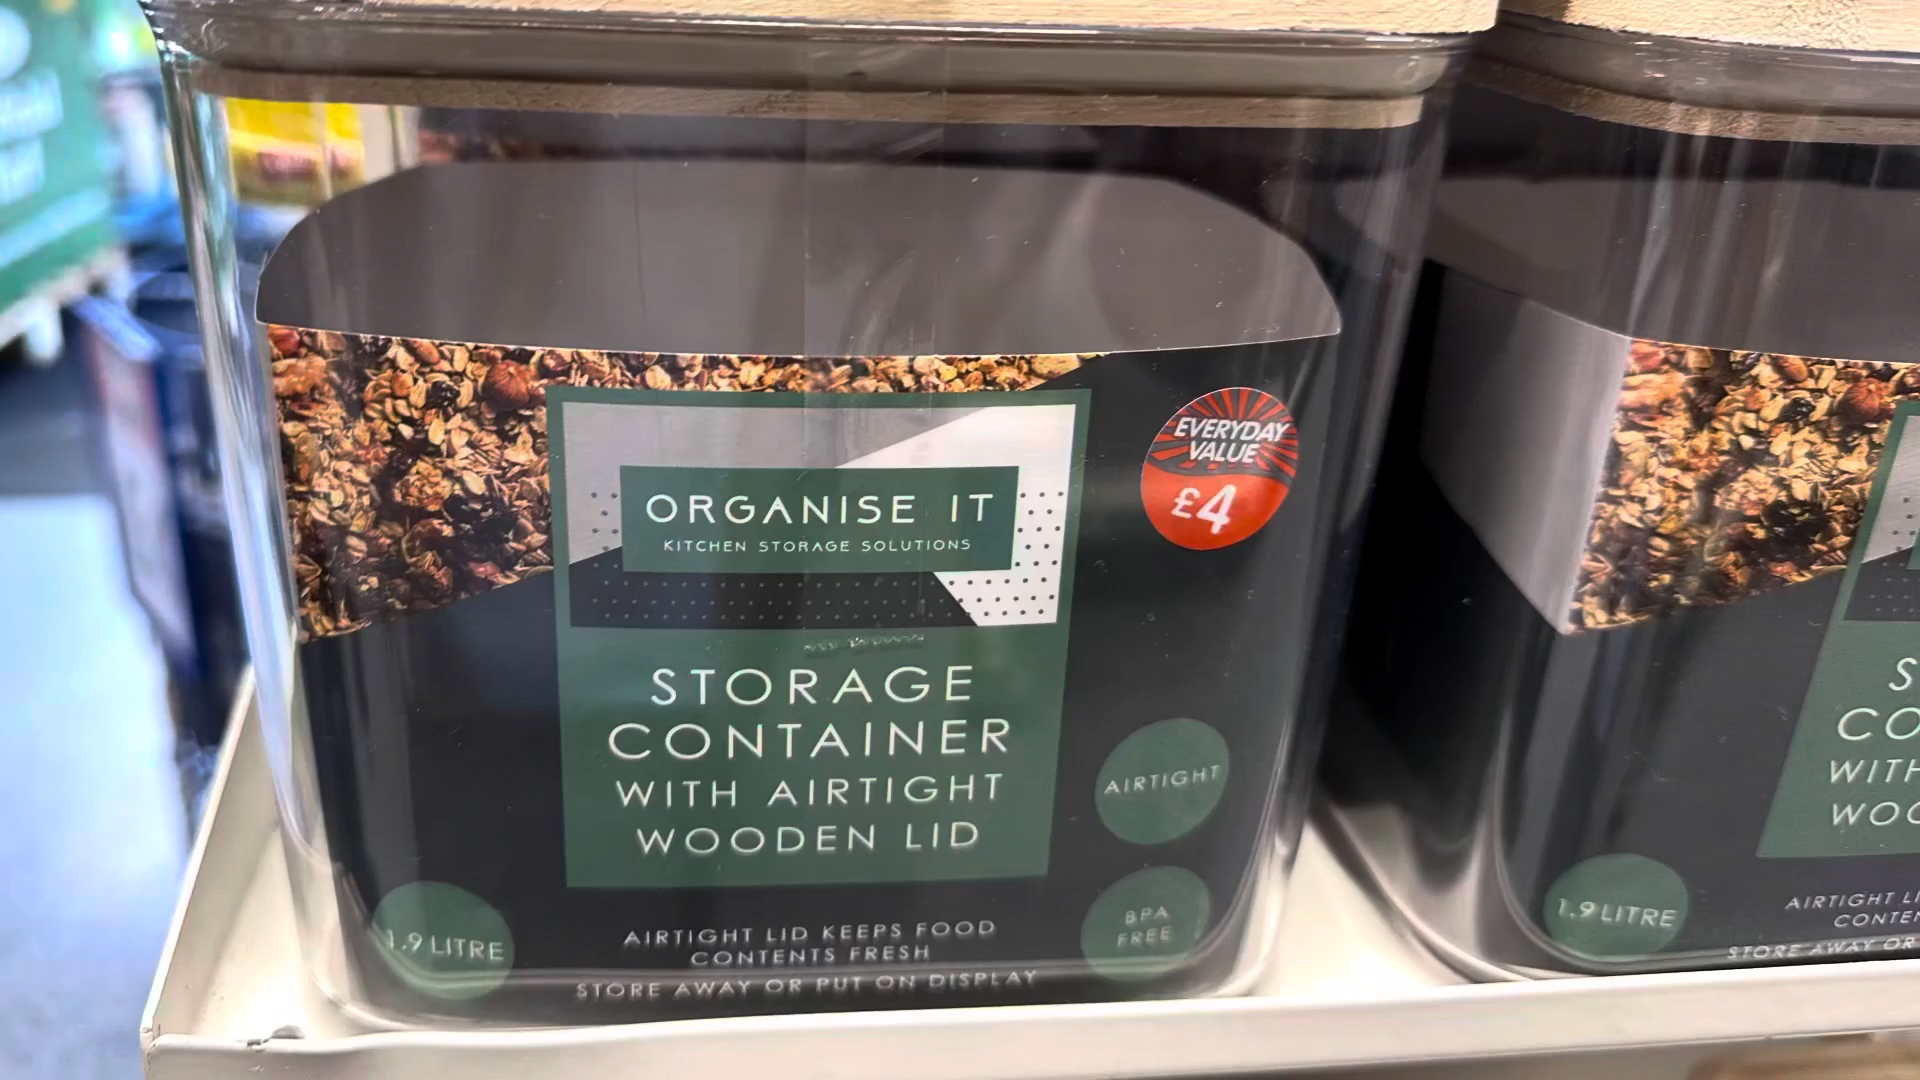 ORGANISE IT
KITCHEN STORAGE SOLUTIONS
EVERYDAY
VALUE
£4
STORAGE
CONTAINER
WITH AIRTIGHT
WOODEN LID
AIRTIGHT
BPA
FREE
1.9 LITRE
AIRTIGHT LID KEEPS FOOD
CONTENTS FRESH
STORE AWAY OR PUT ON DISPLAY
S
CO
WITH
WOO
1.9 LITRE
AIRTIGHT LI
CONTEN
STORE AWAY OR